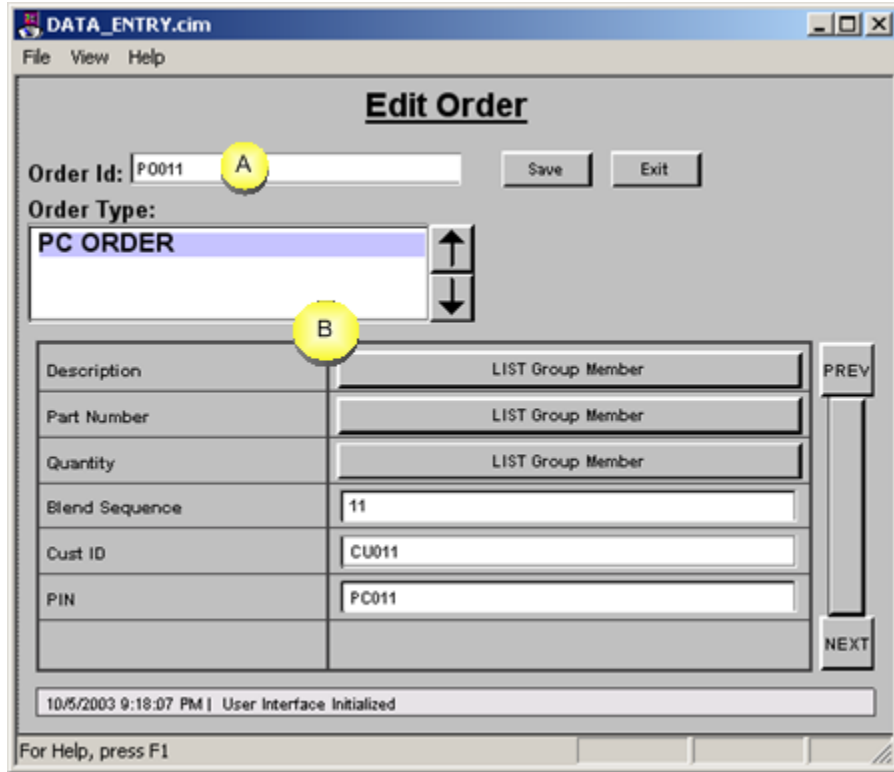 DATA_ENTRY.cim
File View Help
Edit Order
Order Id: PO011 A Save Exit
Order Type:
PC ORDER
B
Description LIST Group Member PREV
Part Number LIST Group Member
Quantity LIST Group Member
Blend Sequence 11
Cust ID CU011
PIN PC011
NEXT
10/5/2003 9:18:07 PM | User Interface Initialized
For Help, press F1